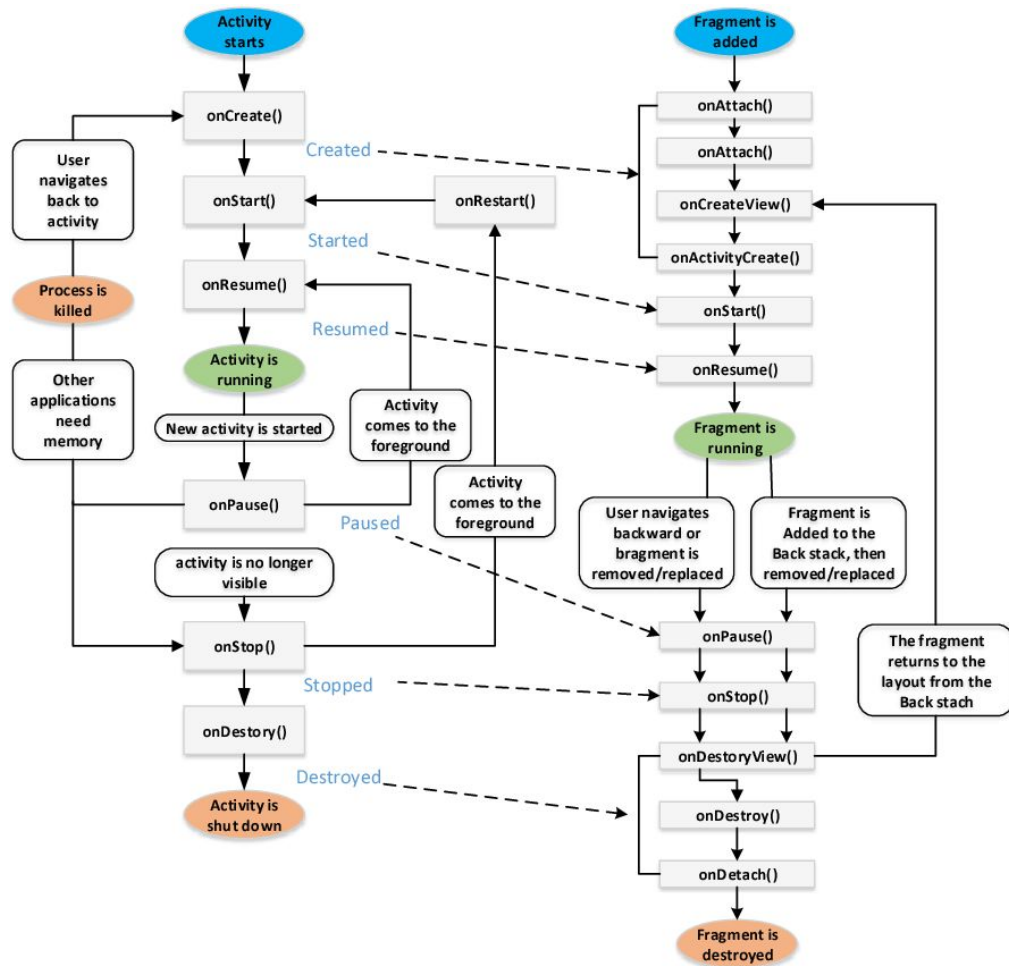 Activity
starts
onCreate()
User
navigates
back to
activity
onStart()
onRestart()
Process is
killed
onResume()
Other
applications
need
memory
Activity is
running
New activity is started
Activity
comes to the
foreground
onPause()
Activity
comes to the
foreground
activity is no longer
visible
onStop()
onDestory()
Activity is
shut down
Created
Started
Resumed
Paused
Stopped
Destroyed
Fragment is
added
onAttach()
onAttach()
onCreateView()
onActivityCreate()
onStart()
onResume()
Fragment is
running
User navigates
backward or
bragment is
removed/replaced
Fragment is
Added to the
Back stack, then
removed/replaced
onPause()
The fragment
returns to the
layout from the
Back stach
onStop()
onDestoryView()
onDestroy()
onDetach()
Fragment is
destroyed